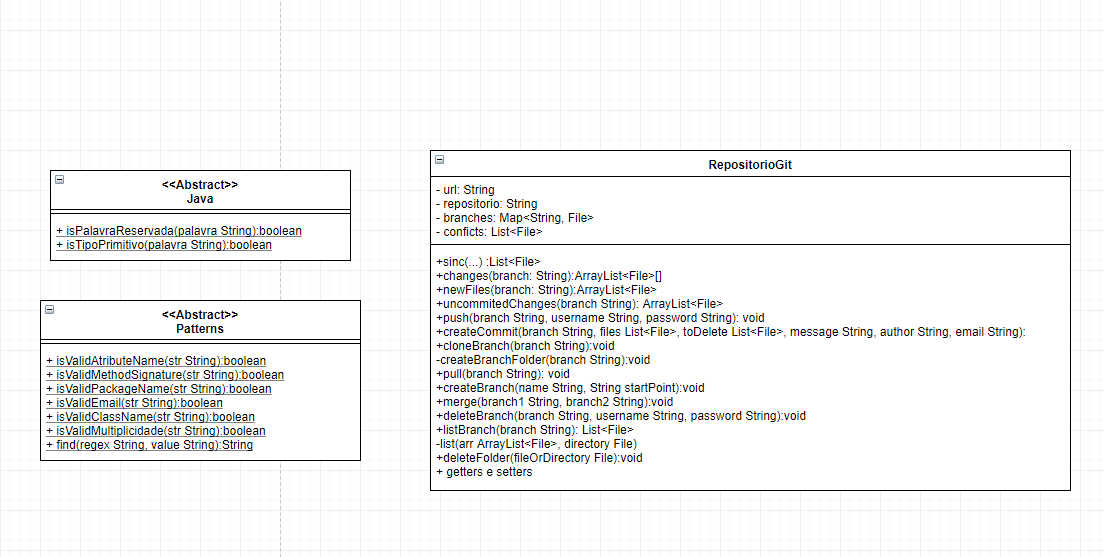 <<Abstract>>
Java
+ isPalavraReservada(palavra String):boolean
+ isTipoPrimitivo(palavra String):boolean
<<Abstract>>
Patterns
+ isValidAtributeName(str String):boolean
+ isValidMethodSignature(str String):boolean
+ isValidPackageName(str String):boolean
+ isValidEmail(str String):boolean
+ isValidClassName(str String):boolean
+ isValidMultiplicidade(str String):boolean
+ find(regex String, value String):String
RepositorioGit
- url: String
- repositorio: String
- branches: Map<String, File>
- conficts: List<File>
+sinc(...) :List<File>
+changes(branch: String):ArrayList<File>[]
+newFiles(branch: String):ArrayList<File>
+uncommitedChanges(branch String): ArrayList<File>
+push(branch String, username String, password String): void
+createCommit(branch String, files List<File>, toDelete List<File>, message String, author String, email String):
+cloneBranch(branch String):void
-createBranchFolder(branch String):void
+pull(branch String): void
+createBranch(name String, String startPoint):void
+merge(branch1 String, branch2 String):void
+deleteBranch(branch String, username String, password String):void
+listBranch(branch String): List<File>
-list(arr ArrayList<File>, directory File)
+deleteFolder(fileOrDirectory File):void
+ getters e setters